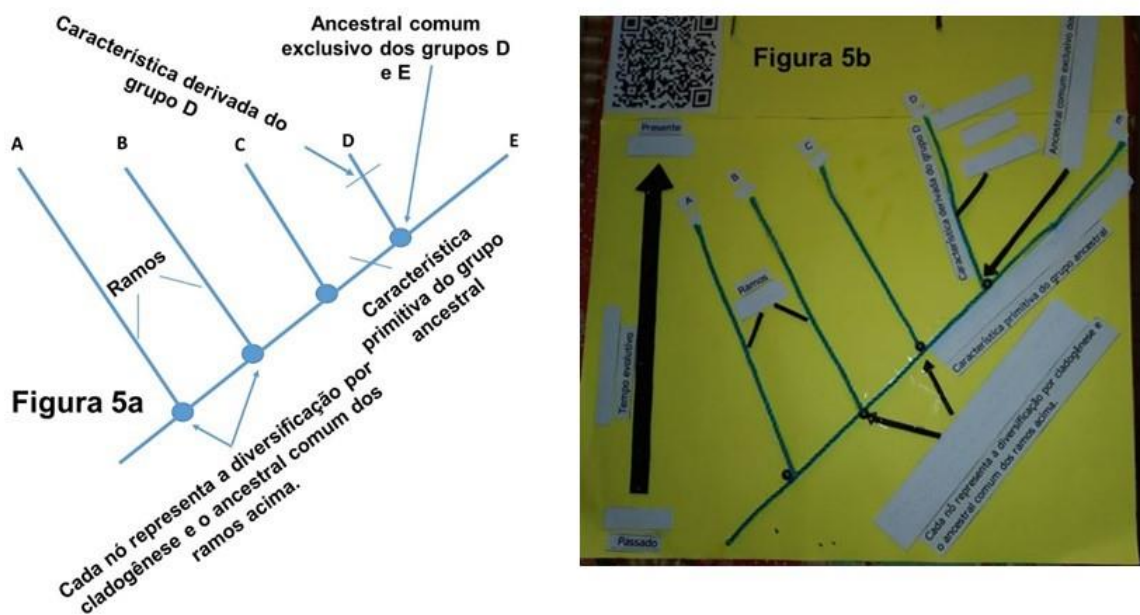 Característica derivada do
grupo D
Ancestral comum
exclusivo dos grupos D
e E
A
B
C
D
E
Ramos
Característica
primitiva do grupo
ancestral
Figura 5a
Cada nó representa a diversificação por
cladogênese e o ancestral comum dos
ramos acima.
Figura 5b
Presente
Tempo evolutivo
Passado
A
B
C
D
E
Ramos
Característica derivada do grupo D
Ancestral comum exclusivo dos
Característica primitiva do grupo ancestral
Cada nó representa a diversificação por cladogênese e
o ancestral comum dos ramos acima.